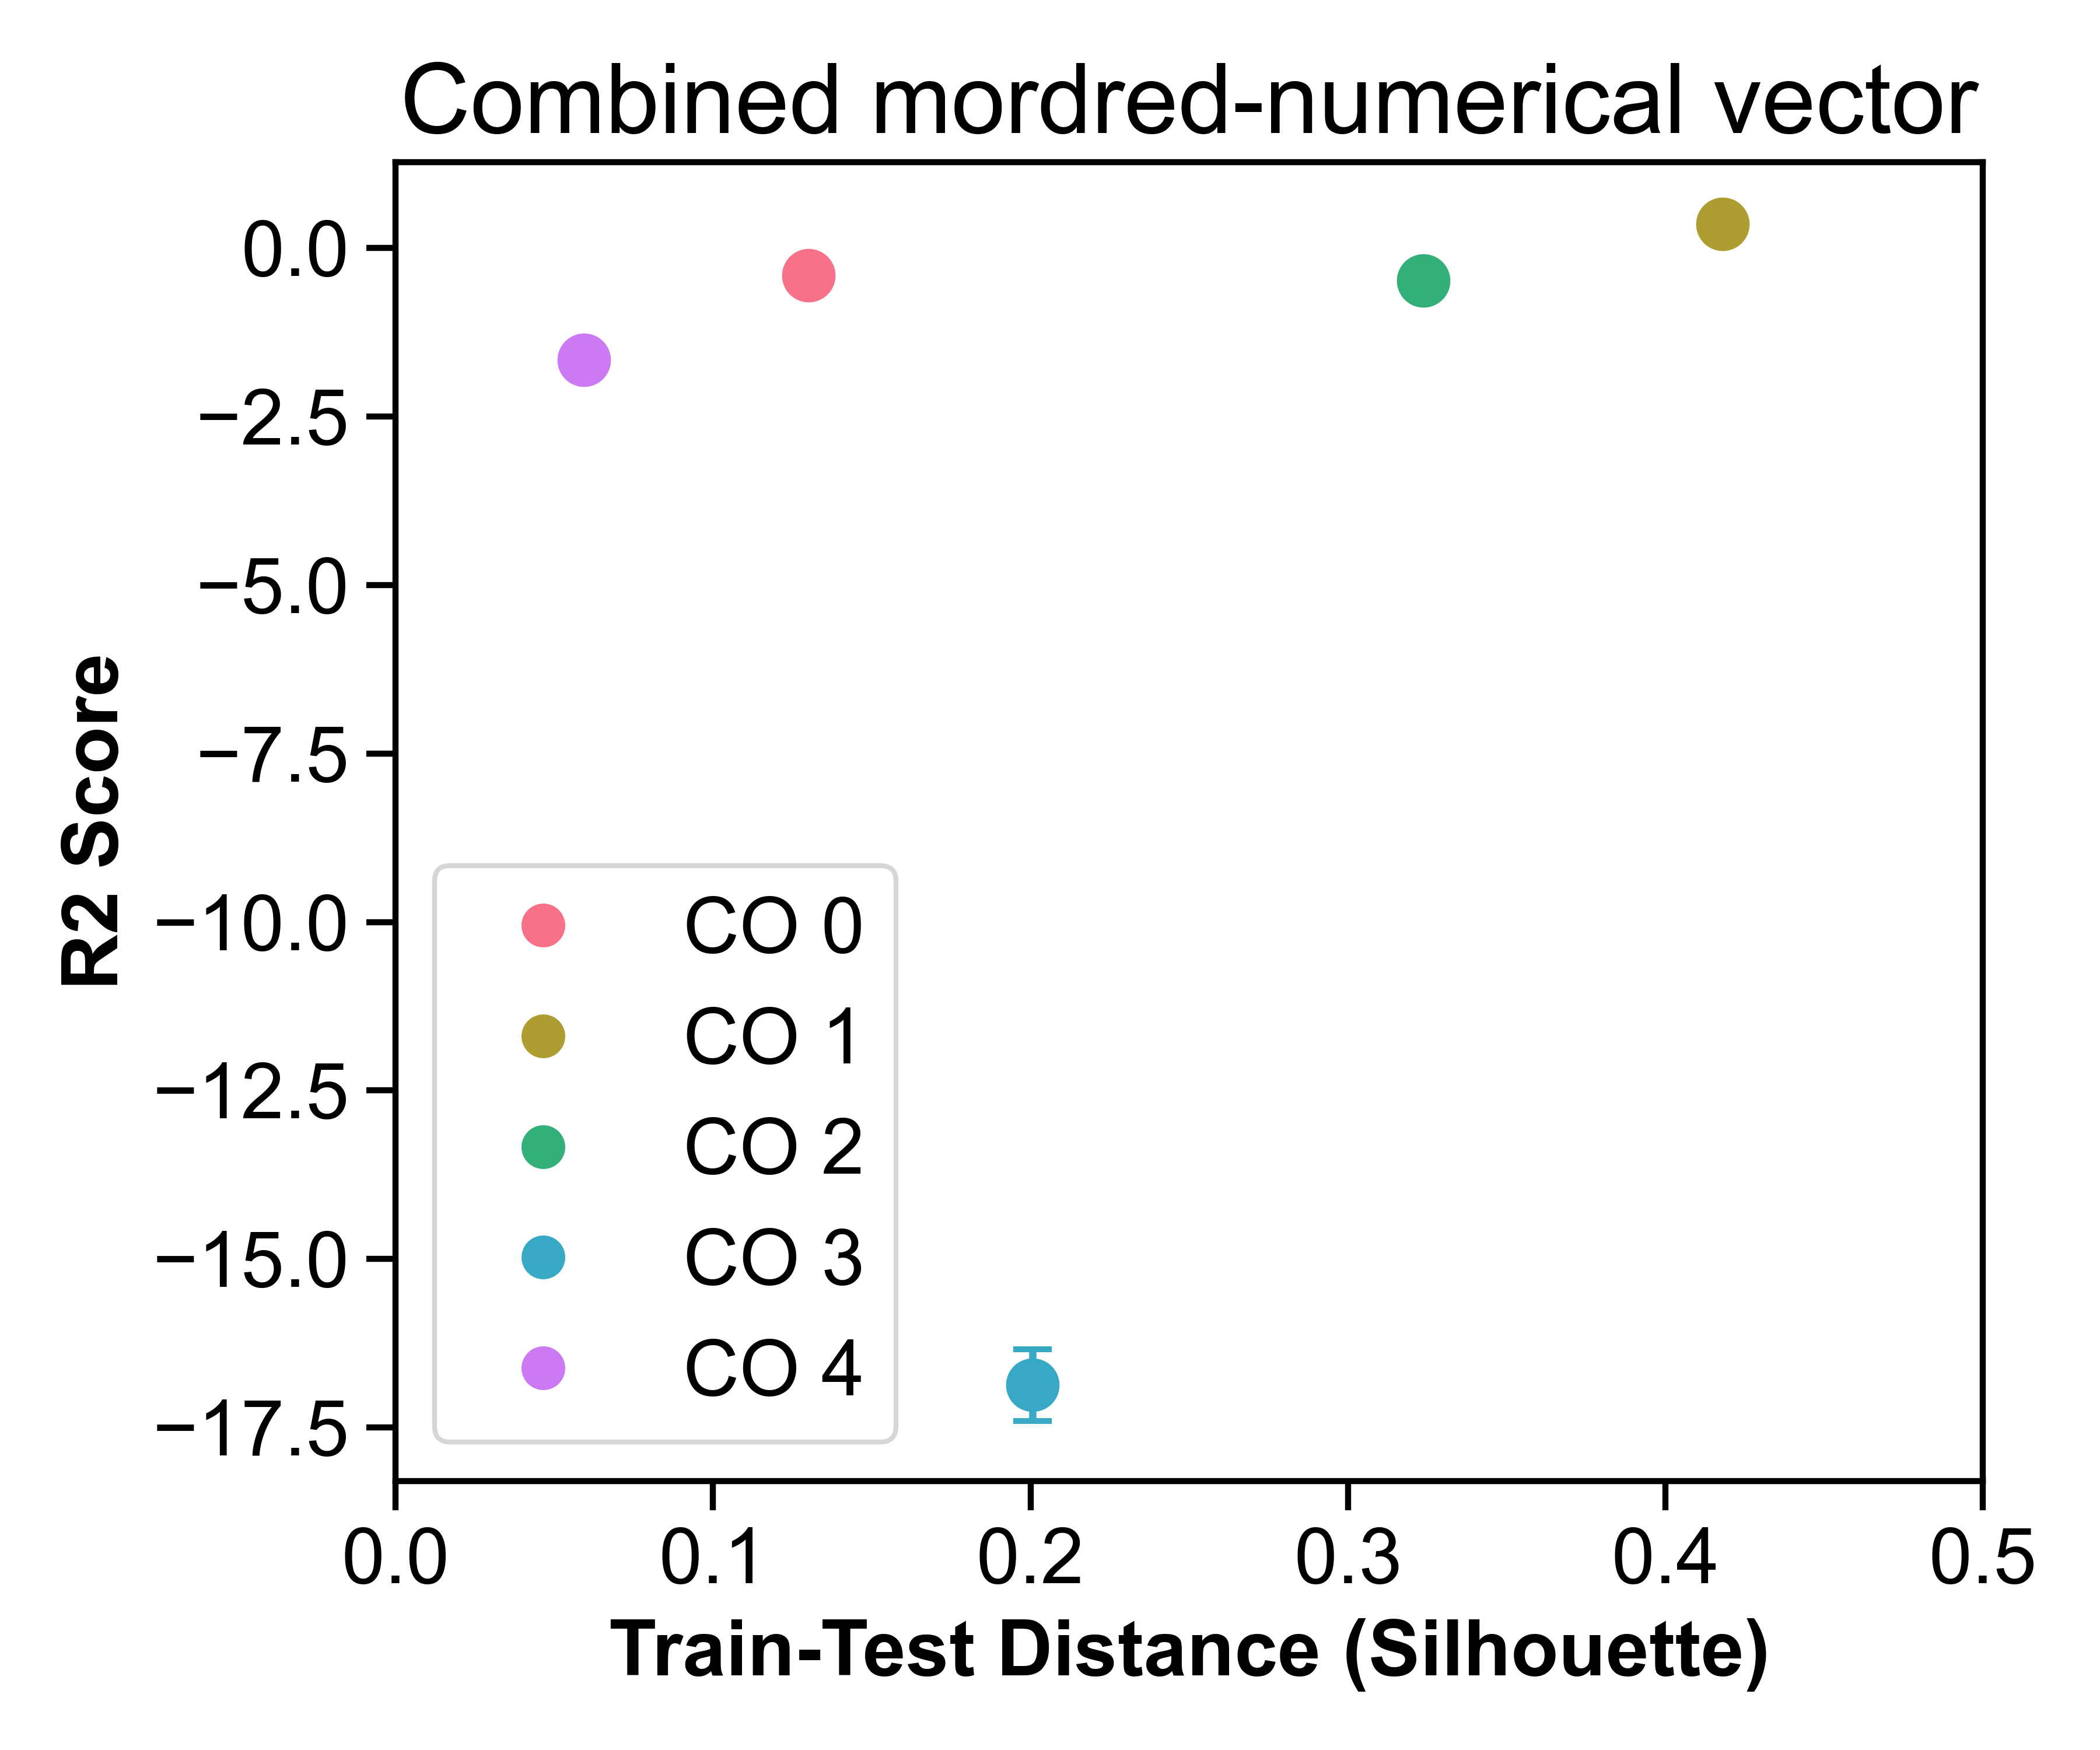 Combined mordred-numerical vector
R2 Score
0.0
−2.5
−5.0
−7.5
−10.0
−12.5
−15.0
−17.5
CO 0
CO 1
CO 2
CO 3
CO 4
0.0 0.1 0.2 0.3 0.4 0.5
Train-Test Distance (Silhouette)